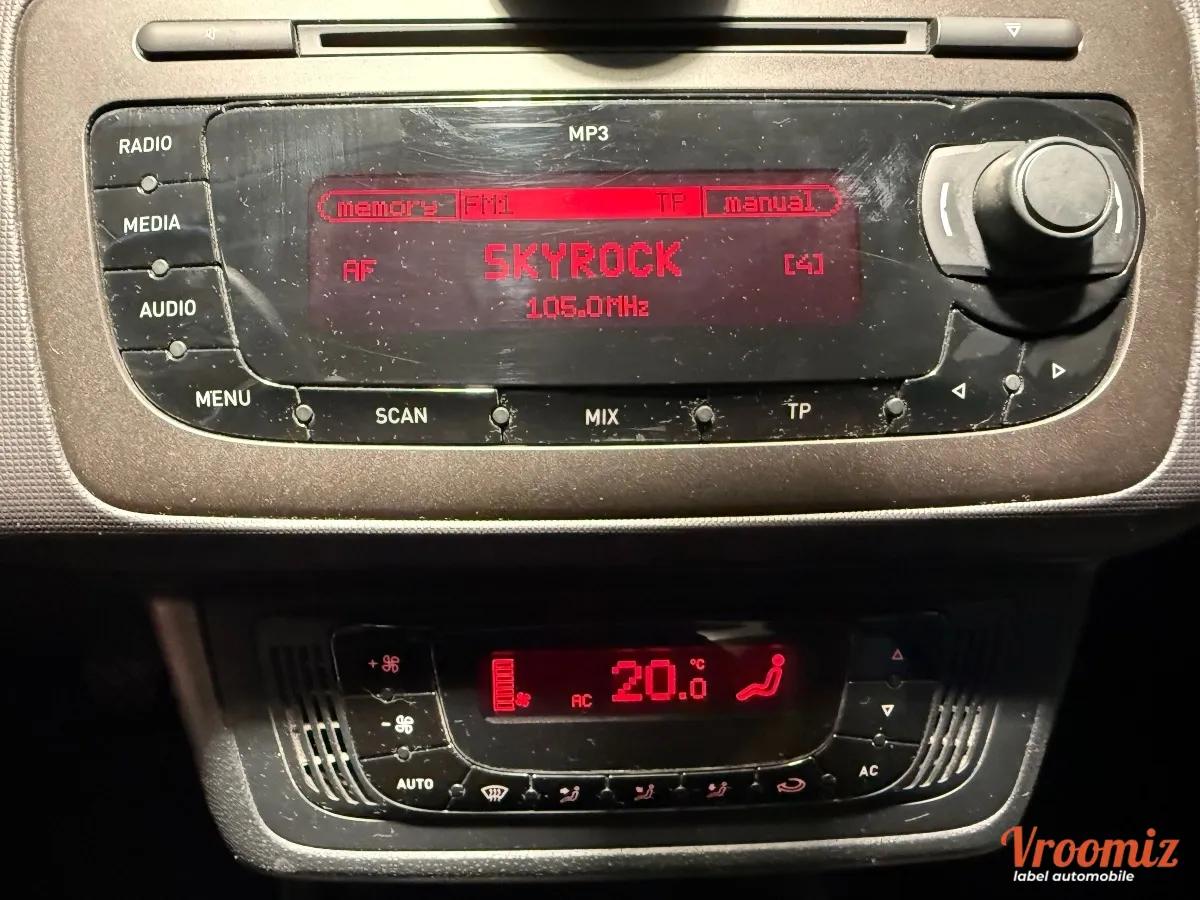 MP3
RADIO
memory FM1 TP manual
MEDIA
AF SKYROCK [4]
105.0MHz
AUDIO
MENU SCAN MIX TP
20.0 °C
AC
AUTO AC
Vroomiz
label automobile